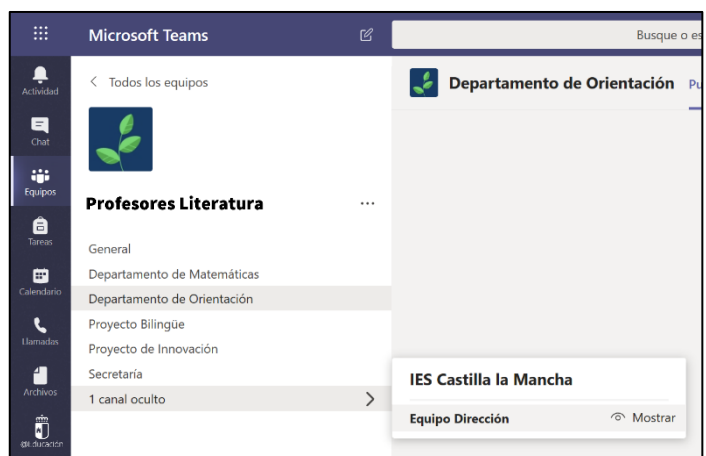 Microsoft Teams
Busque o es
Actividad
Chat
Equipos
Tareas
Calendario
Llamadas
Archivos
@Educación
Todos los equipos
Profesores Literatura
...
General
Departamento de Matemáticas
Departamento de Orientación
Proyecto Bilingüe
Proyecto de Innovación
Secretaría
1 canal oculto
Departamento de Orientación Pu
IES Castilla la Mancha
Equipo Dirección Mostrar